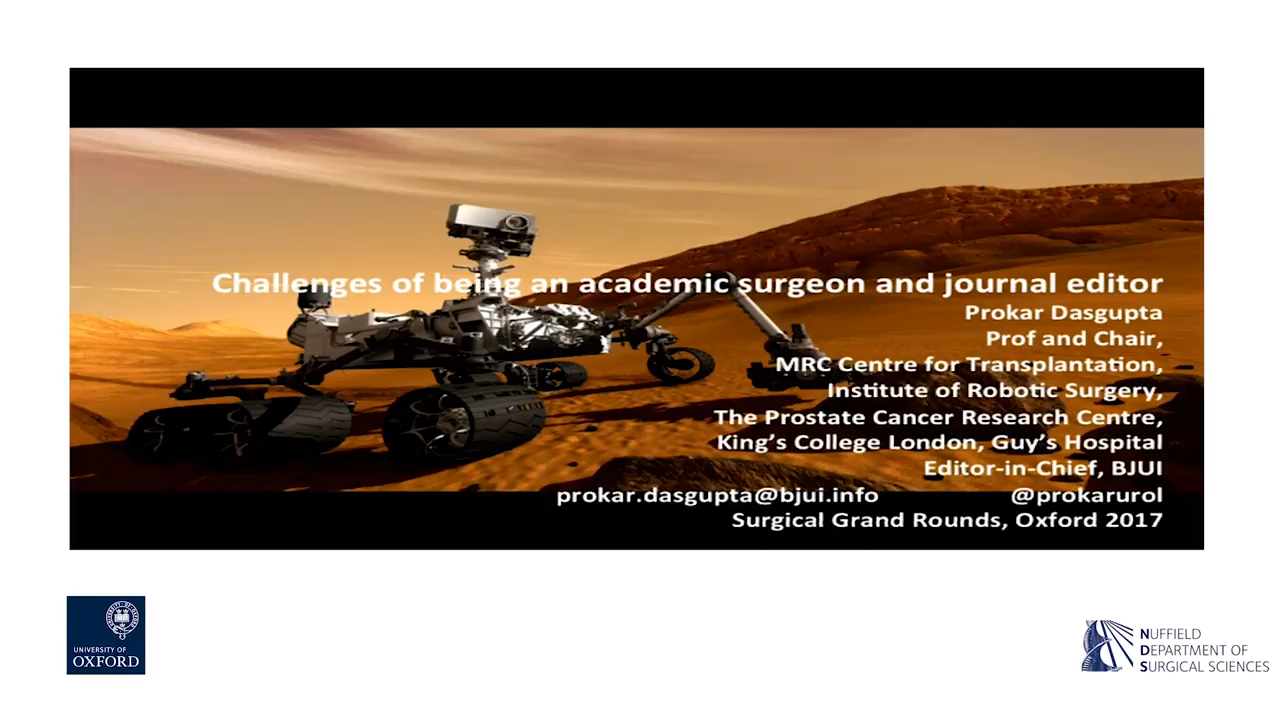 Challenges of being an academic surgeon and journal editor
Prokar Dasgupta
Prof and Chair,
MRC Centre for Transplantation,
Institute of Robotic Surgery,
The Prostate Cancer Research Centre,
King's College London, Guy's Hospital
Editor-in-Chief, BJUI
prokar.dasgupta@bjui.info @prokarurol
Surgical Grand Rounds, Oxford 2017
UNIVERSITY OF
OXFORD
NUFFIELD
DEPARTMENT OF
SURGICAL SCIENCES